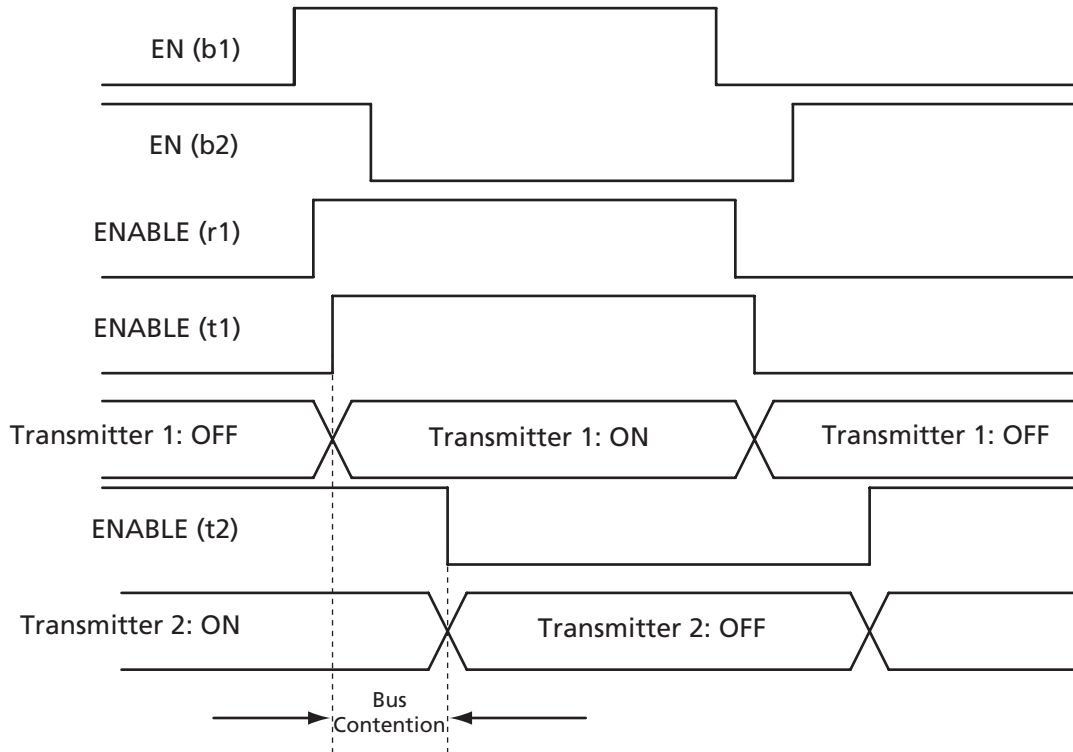 EN (b1)
EN (b2)
ENABLE (r1)
ENABLE (t1)
Transmitter 1: OFF
Transmitter 1: ON
Transmitter 1: OFF
ENABLE (t2)
Transmitter 2: ON
Transmitter 2: OFF
Bus
Contention